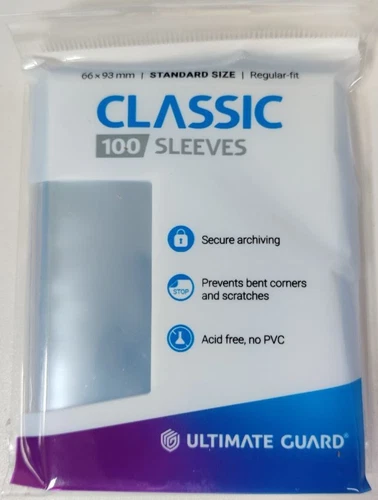 66 x 93 mm | STANDARD SIZE | Regular-fit
CLASSIC
100 SLEEVES
Secure archiving
STOP
Prevents bent corners
and scratches
Acid free, no PVC
ULTIMATE GUARD®